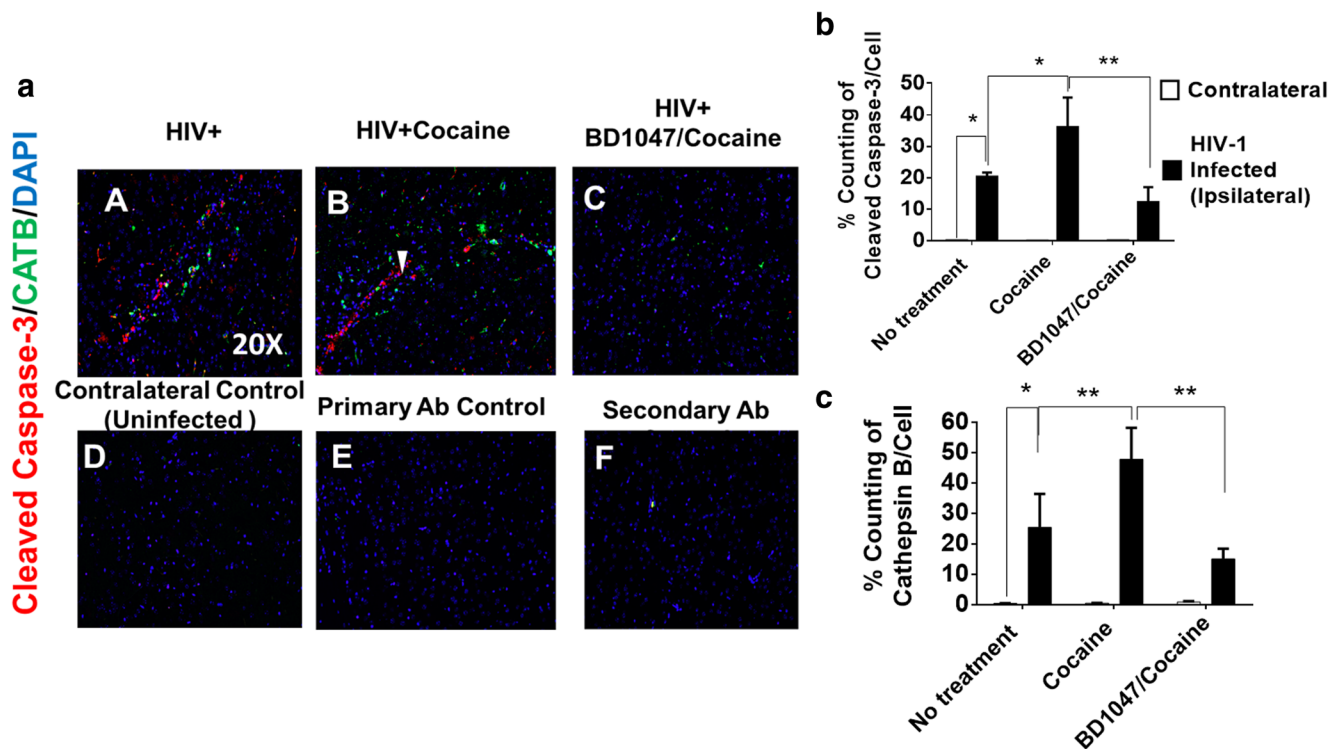 a
Cleaved Caspase-3/CATB/DAPI
HIV+
HIV+Cocaine
HIV+
BD1047/Cocaine
A
20X
B
C
Contralateral Control
(Uninfected )
Primary Ab Control
Secondary Ab
D
E
F
b
% Counting of
Cleaved Caspase-3/Cell
50
40
30
20
10
0
*
*
**
No treatment
Cocaine
BD1047/Cocaine
Contralateral
HIV-1
Infected
(Ipsilateral)
c
% Counting of
Cathepsin B/Cell
60
50
40
30
20
10
0
*
**
**
No treatment
Cocaine
BD1047/Cocaine